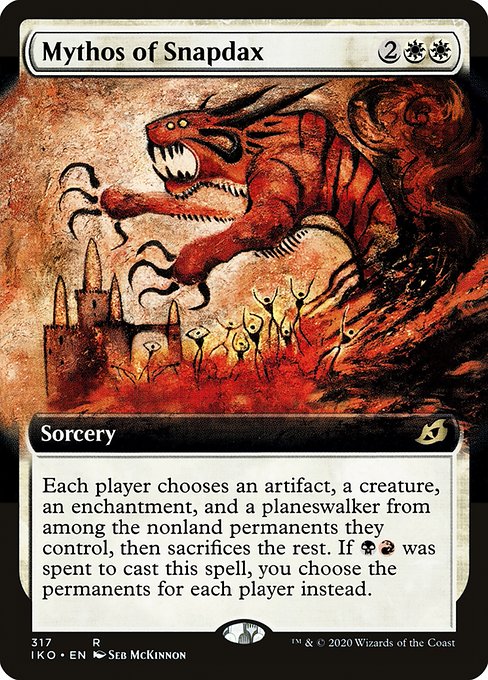 Mythos of Snapdax 2
Sorcery
Each player chooses an artifact, a creature,
an enchantment, and a planeswalker from
among the nonland permanents they
control, then sacrifices the rest. If was
spent to cast this spell, you choose the
permanents for each player instead.
317 R
IKO • EN Seb McKinnon
™ & © 2020 Wizards of the Coast